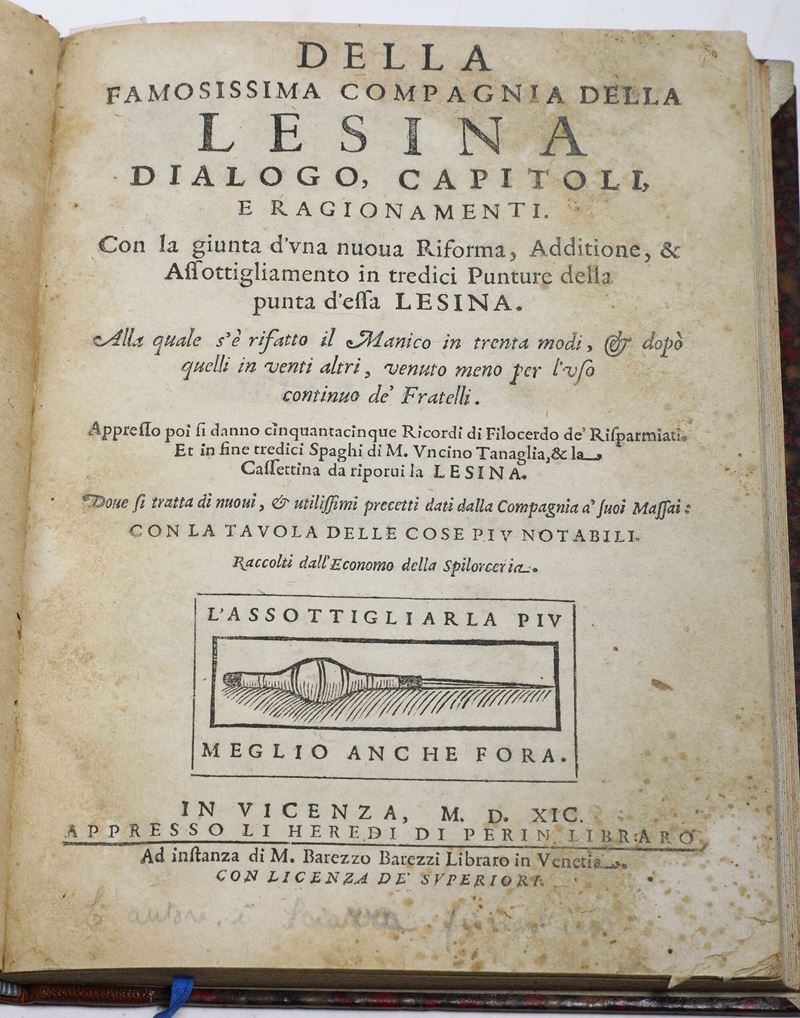 DELLA
FAMOSISSIMA COMPAGNIA DELLA
LESINA
DIALOGO, CAPITOLI,
E RAGIONAMENTI.
Con la giunta d'vna nuoua Riforma, Additione, &
Aſſottigliamento in tredici Punture della
punta d'eſſa LESINA.
Alla quale s'è rifatto il Manico in trenta modi, & dopò
quelli in venti altri, venuto meno per l'vſo
continuo de' Fratelli.
Appreſſo poi ſi danno cinquantacinque Ricordi di Filocerdo de' Riſparmiati.
Et in fine tredici Spaghi di M. Vncino Tanaglia, & la
Caſſettina da riporui la LESINA.
Doue ſi tratta di nuoui, & utiliſſimi precetti dati dalla Compagnia a' ſuoi Maſſai:
CON LA TAVOLA DELLE COSE PIV NOTABILI.
Raccolti dall'Economo della Spilorceria.
L'ASSOTTIGLIARLA PIV
MEGLIO ANCHE FORA.
IN VICENZA, M. D. XIC.
APPRESSO LI HEREDI DI PERIN LIBRARO
Ad inſtanza di M. Barezzo Barezzi Libraro in Venetia.
CON LICENZA DE' SVPERIORI.
L'autore è